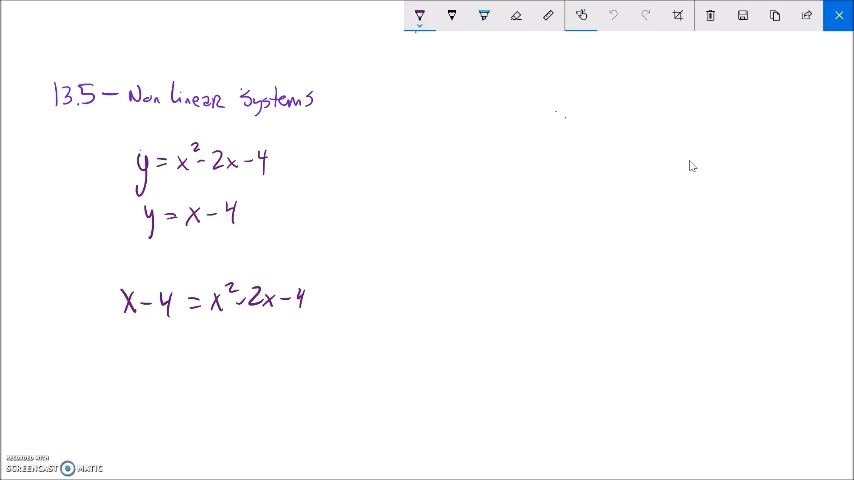 13.5 — Non linear Systems
y = x² - 2x - 4
y = x - 4
x - 4 = x² - 2x - 4
RECORDED WITH
SCREENCAST MATIC